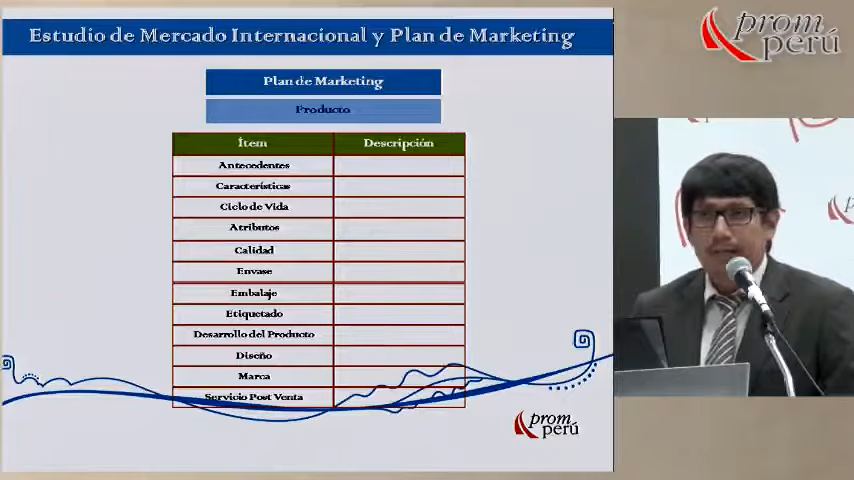 Estudio de Mercado Internacional y Plan de Marketing
prom
perú
Plan de Marketing
Producto
Ítem Descripción
Antecedentes
Características
Ciclo de Vida
Atributos
Calidad
Envase
Embalaje
Etiquetado
Desarrollo del Producto
Diseño
Marca
Servicio Post Venta
prom
perú